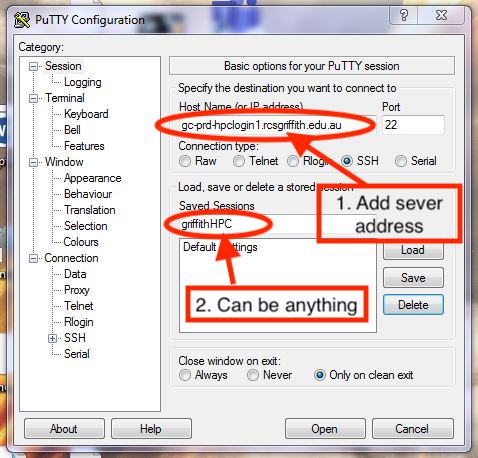 PuTTY Configuration
Category:
Session
Logging
Terminal
Keyboard
Bell
Features
Window
Appearance
Behaviour
Translation
Selection
Colours
Connection
Data
Proxy
Telnet
Rlogin
SSH
Serial
Basic options for your PuTTY session
Specify the destination you want to connect to
Host Name (or IP address) Port
gc-prd-hpclogin1.rcsgriffith.edu.au 22
Connection type:
Raw Telnet Rlogin SSH Serial
Load, save or delete a stored session
1. Add sever
address
Saved Sessions
griffithHPC
Default Settings
Load
Save
Delete
2. Can be anything
Close window on exit:
Always Never Only on clean exit
About Help Open Cancel